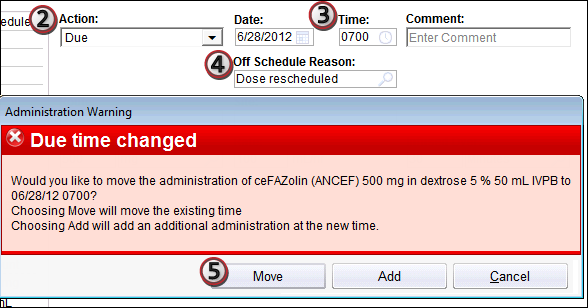 edule
2 Action: Date: 3 Time: Comment:
Due 6/28/2012 0700 Enter Comment
4 Off Schedule Reason:
Dose rescheduled
Administration Warning
Due time changed
Would you like to move the administration of ceFAZolin (ANCEF) 500 mg in dextrose 5 % 50 mL IVPB to
06/28/12 0700?
Choosing Move will move the existing time
Choosing Add will add an additional administration at the new time.
5 Move Add Cancel
mL